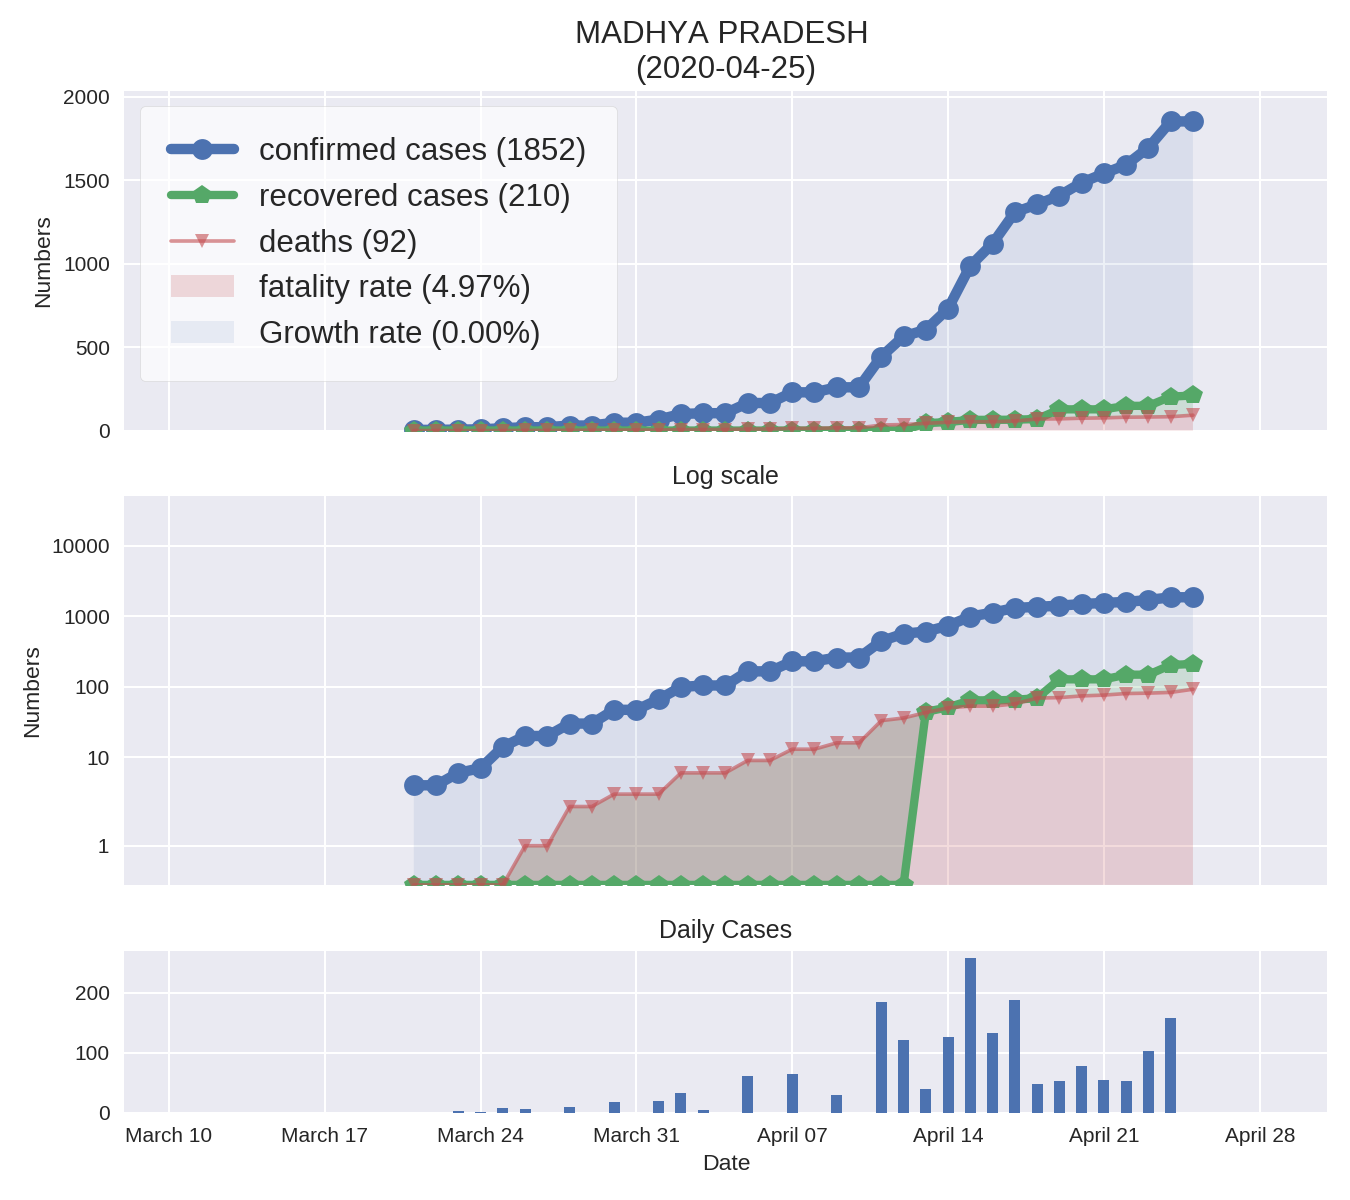 MADHYA PRADESH
(2020-04-25)
2000
1500
1000
500
0
Numbers
confirmed cases (1852)
recovered cases (210)
deaths (92)
fatality rate (4.97%)
Growth rate (0.00%)
Log scale
10000
1000
100
10
1
Numbers
Daily Cases
200
100
0
March 10 March 17 March 24 March 31 April 07 April 14 April 21 April 28
Date